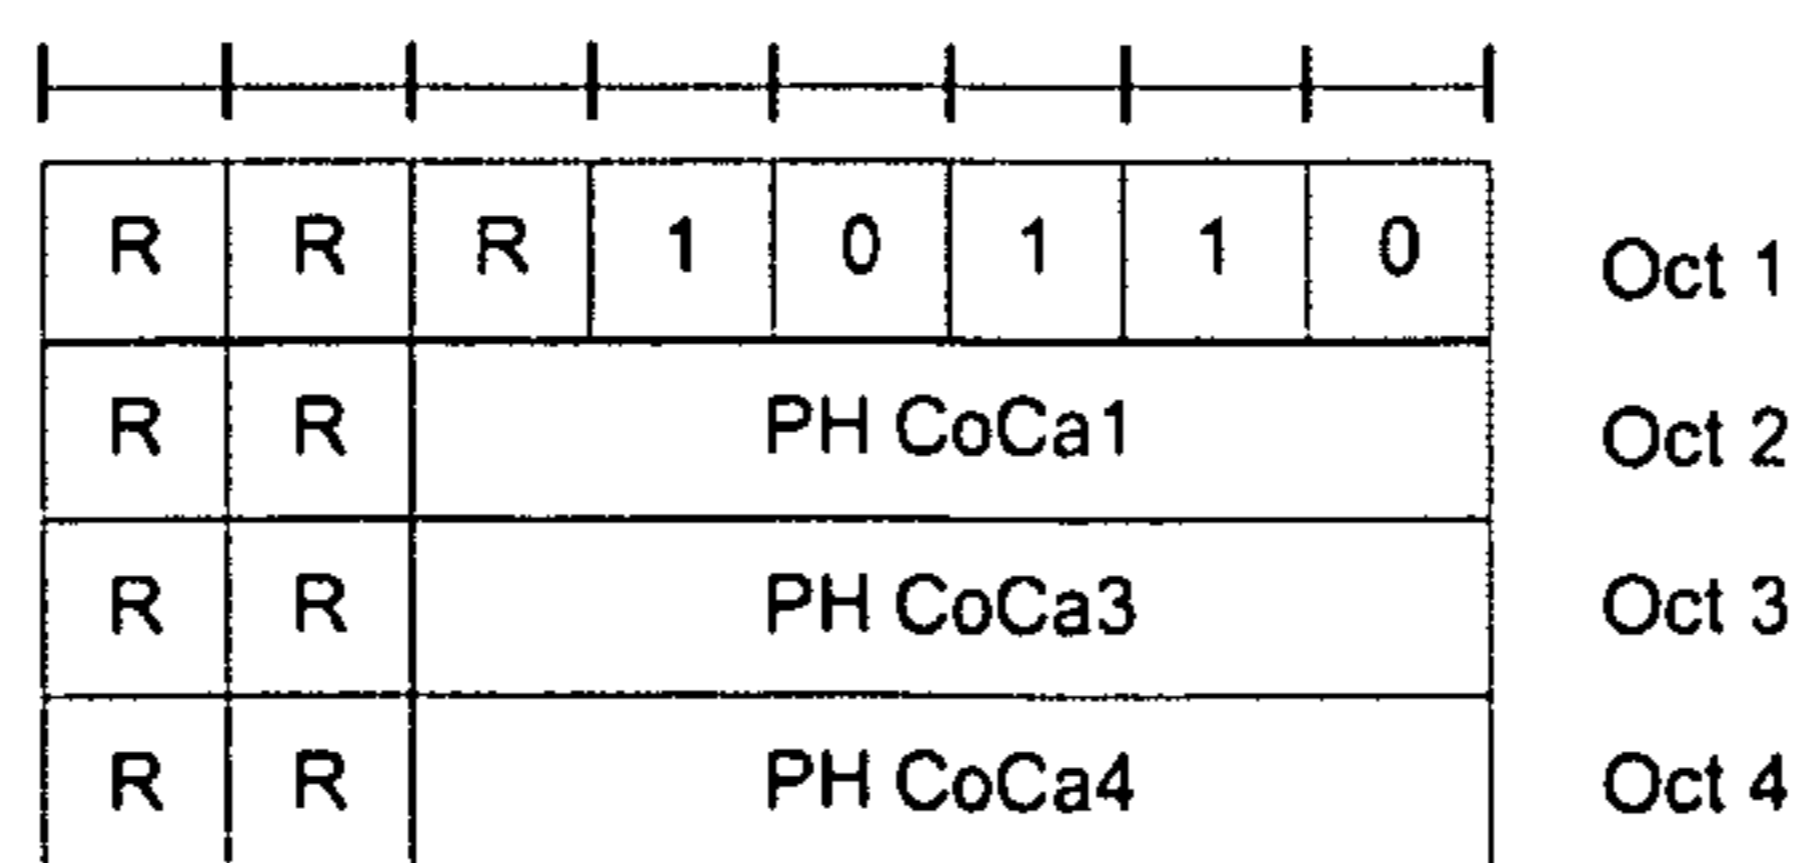 R R R 1 0 1 1 0 Oct 1
R R PH CoCa1 Oct 2
R R PH CoCa3 Oct 3
R R PH CoCa4 Oct 4